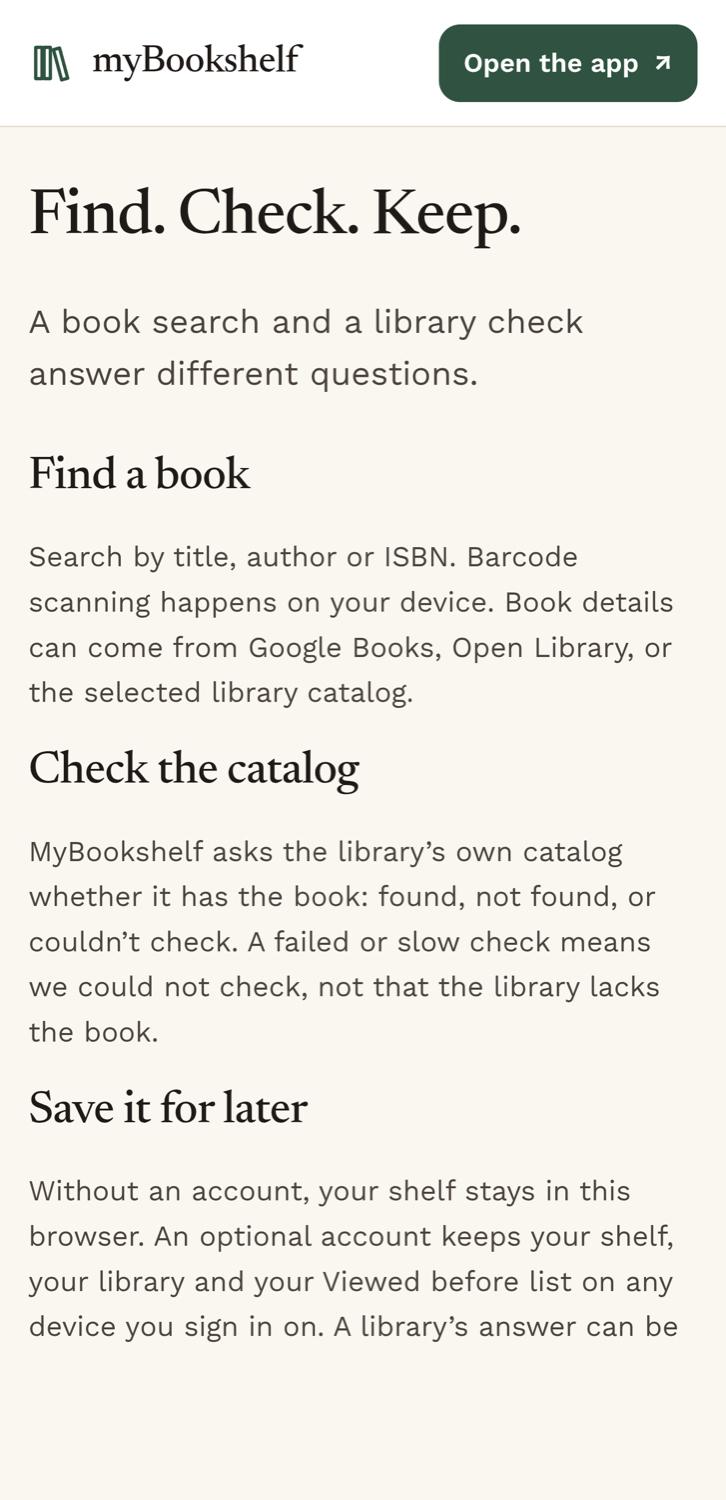 myBookshelf
Open the app ↗
Find. Check. Keep.
A book search and a library check
answer different questions.
Find a book
Search by title, author or ISBN. Barcode
scanning happens on your device. Book details
can come from Google Books, Open Library, or
the selected library catalog.
Check the catalog
MyBookshelf asks the library’s own catalog
whether it has the book: found, not found, or
couldn’t check. A failed or slow check means
we could not check, not that the library lacks
the book.
Save it for later
Without an account, your shelf stays in this
browser. An optional account keeps your shelf,
your library and your Viewed before list on any
device you sign in on. A library’s answer can be